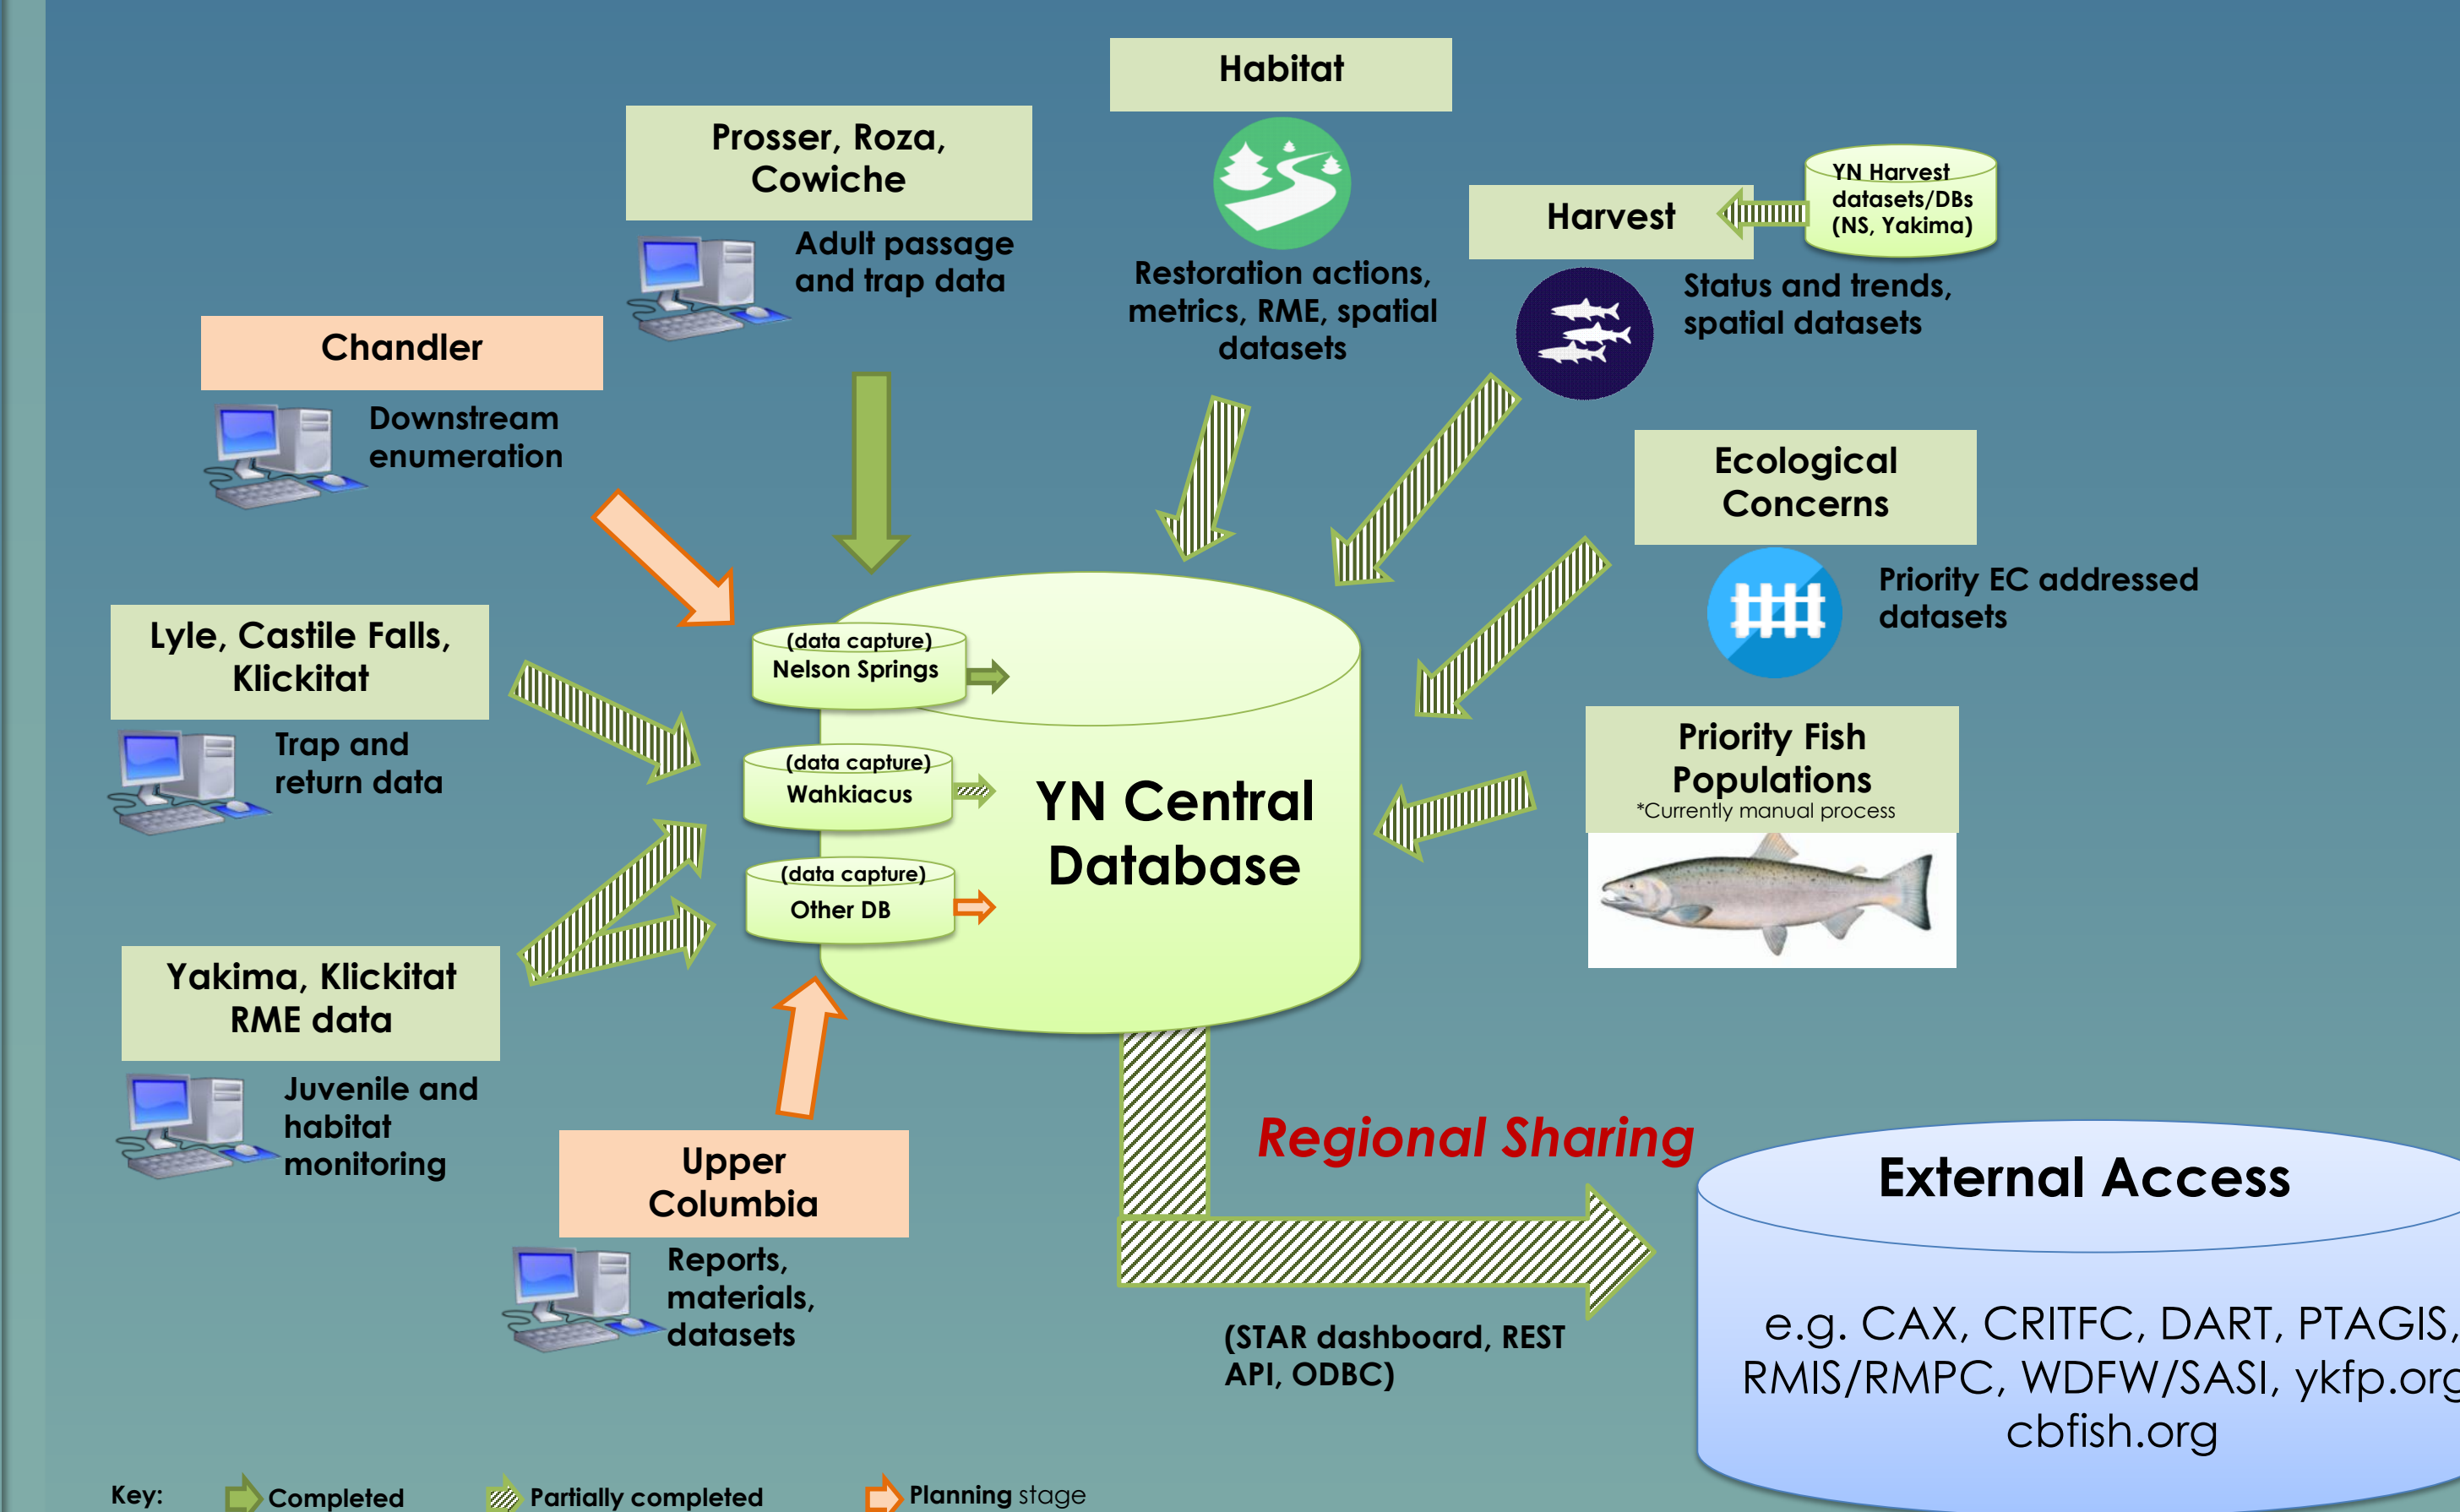 Habitat
Prosser, Roza,
Cowiche
Adult passage
and trap data
Restoration actions,
metrics, RME, spatial
datasets
Harvest
YN Harvest
datasets/DBs
(NS, Yakima)
Status and trends,
spatial datasets
Chandler
Downstream
enumeration
Ecological
Concerns
Priority EC addressed
datasets
Lyle, Castile Falls,
Klickitat
Trap and
return data
(data capture)
Nelson Springs
(data capture)
Wahkiacus
(data capture)
Other DB
YN Central
Database
Priority Fish
Populations
*Currently manual process
Yakima, Klickitat
RME data
Juvenile and
habitat
monitoring
Upper
Columbia
Reports,
materials,
datasets
Regional Sharing
(STAR dashboard, REST
API, ODBC)
External Access
e.g. CAX, CRITFC, DART, PTAGIS,
RMIS/RMPC, WDFW/SASI, ykfp.org
cbfish.org
Key:
Completed
Partially completed
Planning stage